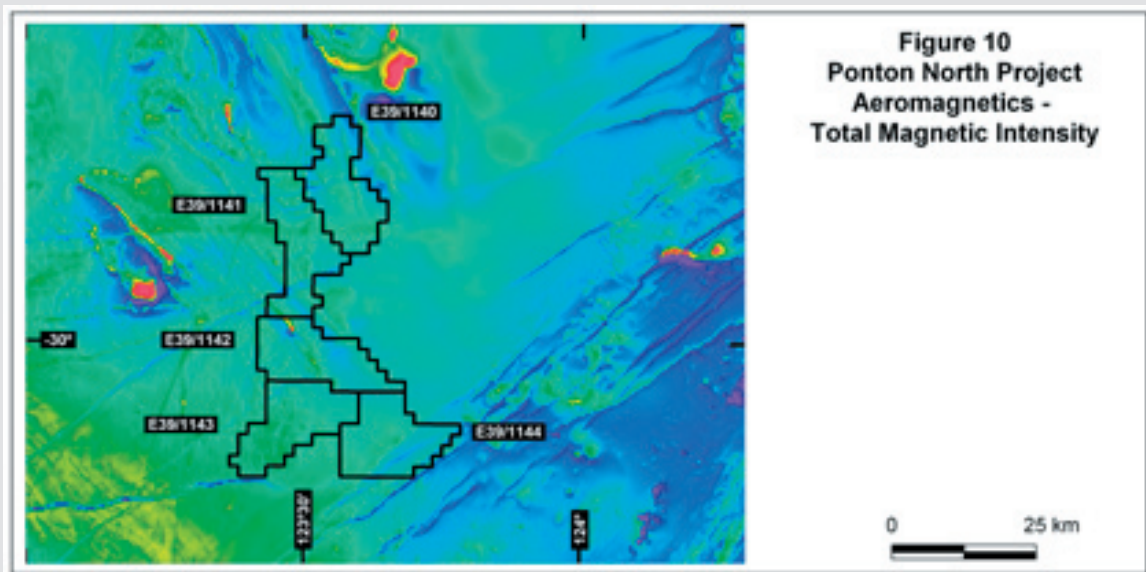 Figure 10
Ponton North Project
Aeromagnetics -
Total Magnetic Intensity
E39/1140
E39/1141
-30°
E39/1142
E39/1143
E39/1144
123°30'
124°
0 25 km